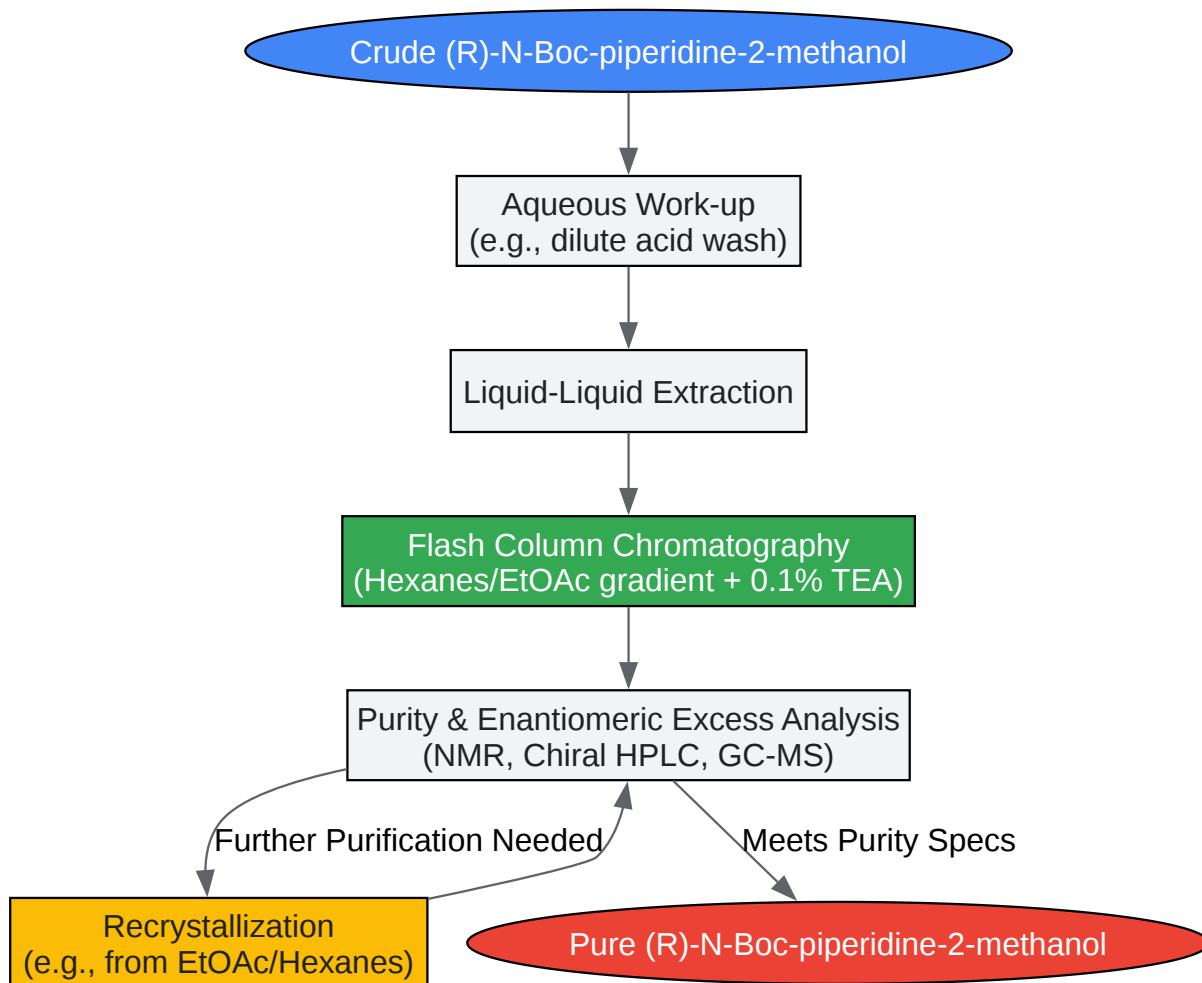 Crude (R)-N-Boc-piperidine-2-methanol
Aqueous Work-up
(e.g., dilute acid wash)
Liquid-Liquid Extraction
Flash Column Chromatography
(Hexanes/EtOAc gradient + 0.1% TEA)
Purity & Enantiomeric Excess Analysis
(NMR, Chiral HPLC, GC-MS)
Further Purification Needed
Meets Purity Specs
Recrystallization
(e.g., from EtOAc/Hexanes)
Pure (R)-N-Boc-piperidine-2-methanol